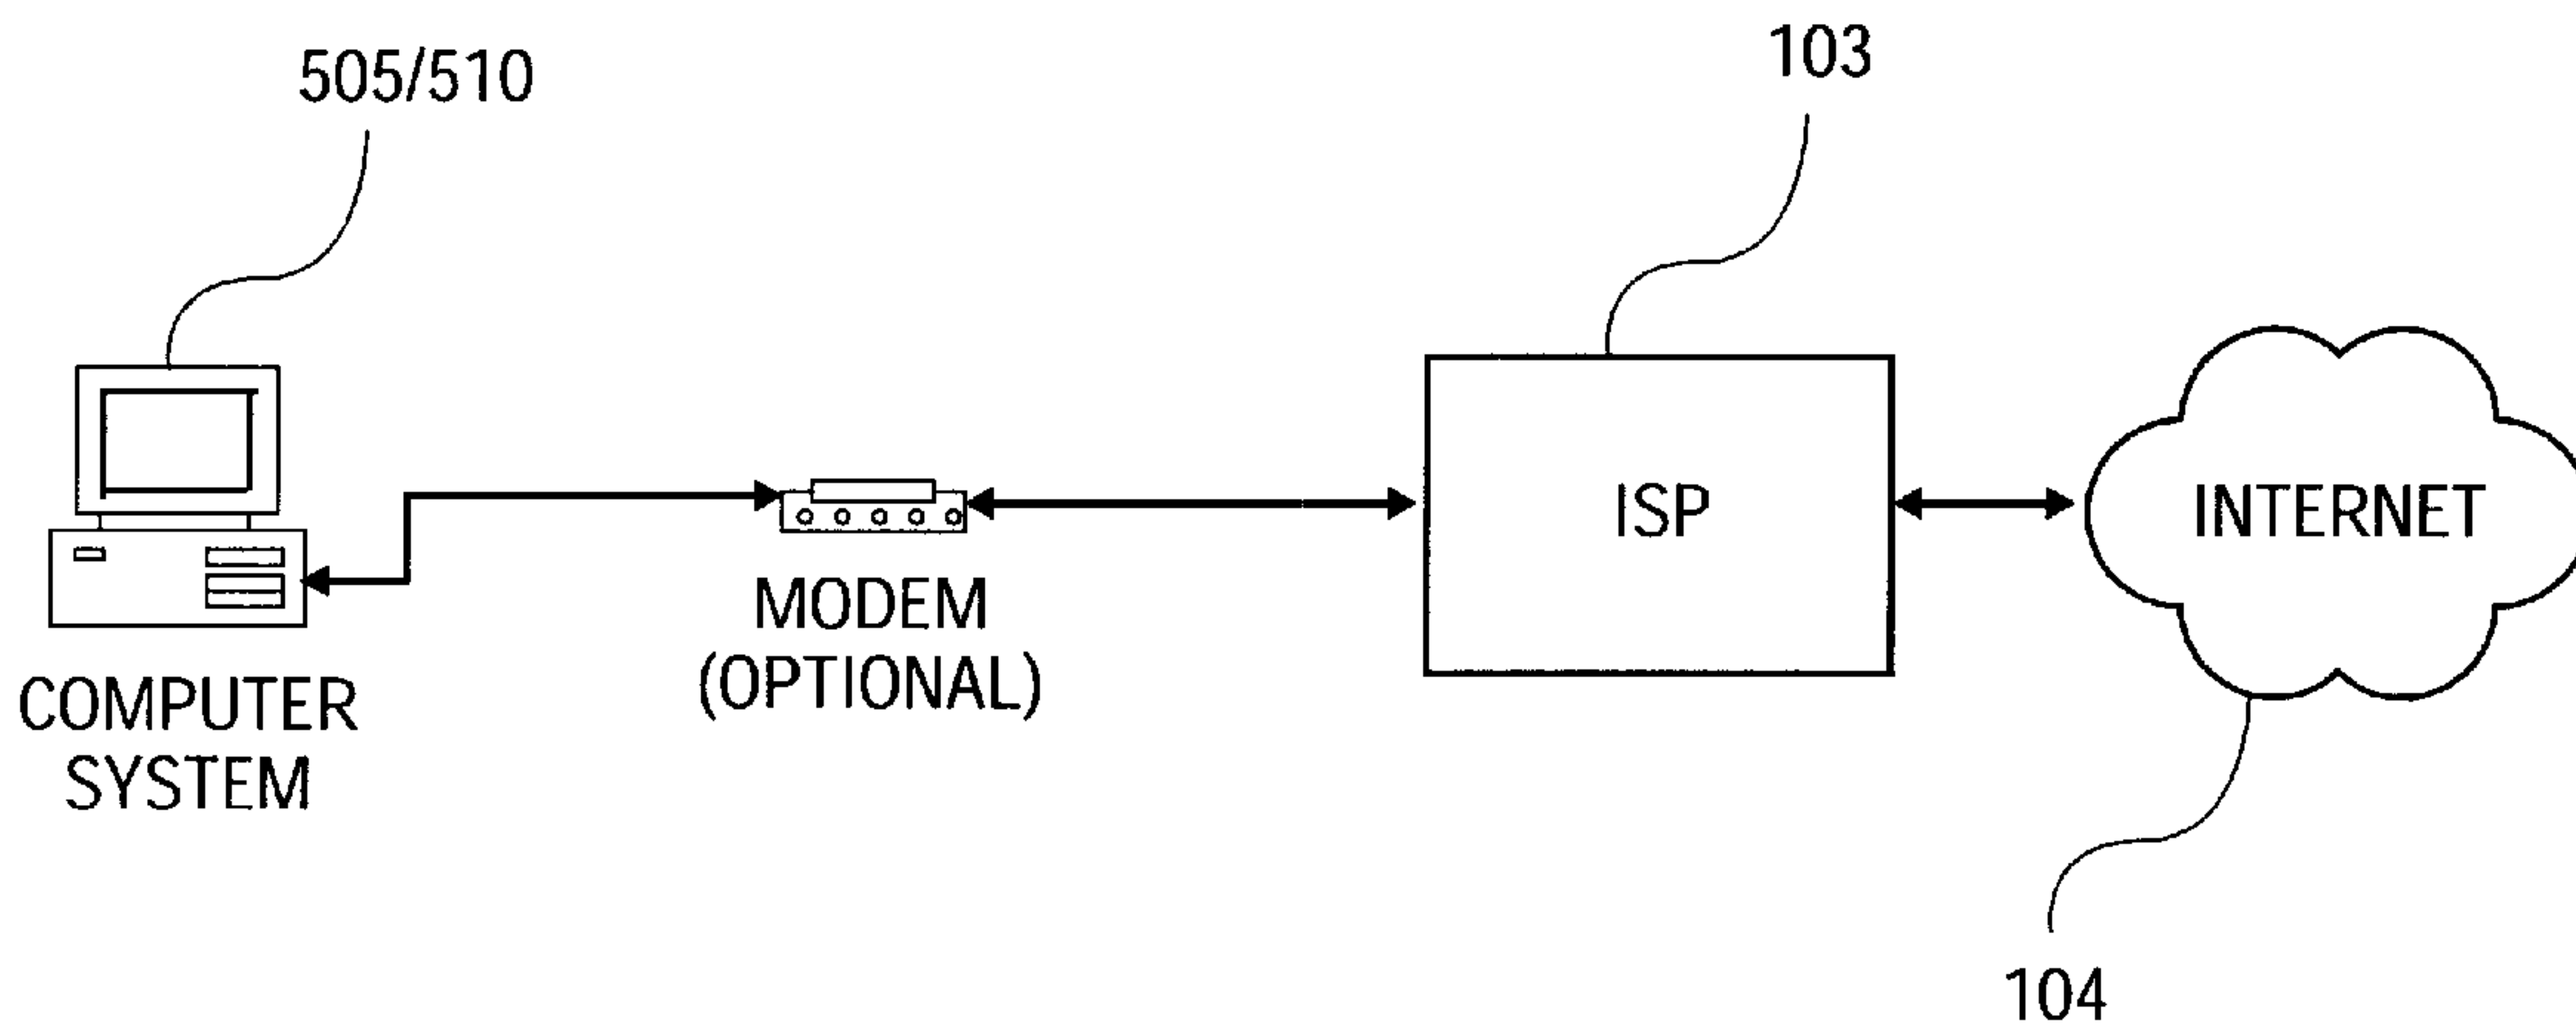 505/510
103
ISP
INTERNET
MODEM
(OPTIONAL)
COMPUTER
SYSTEM
104